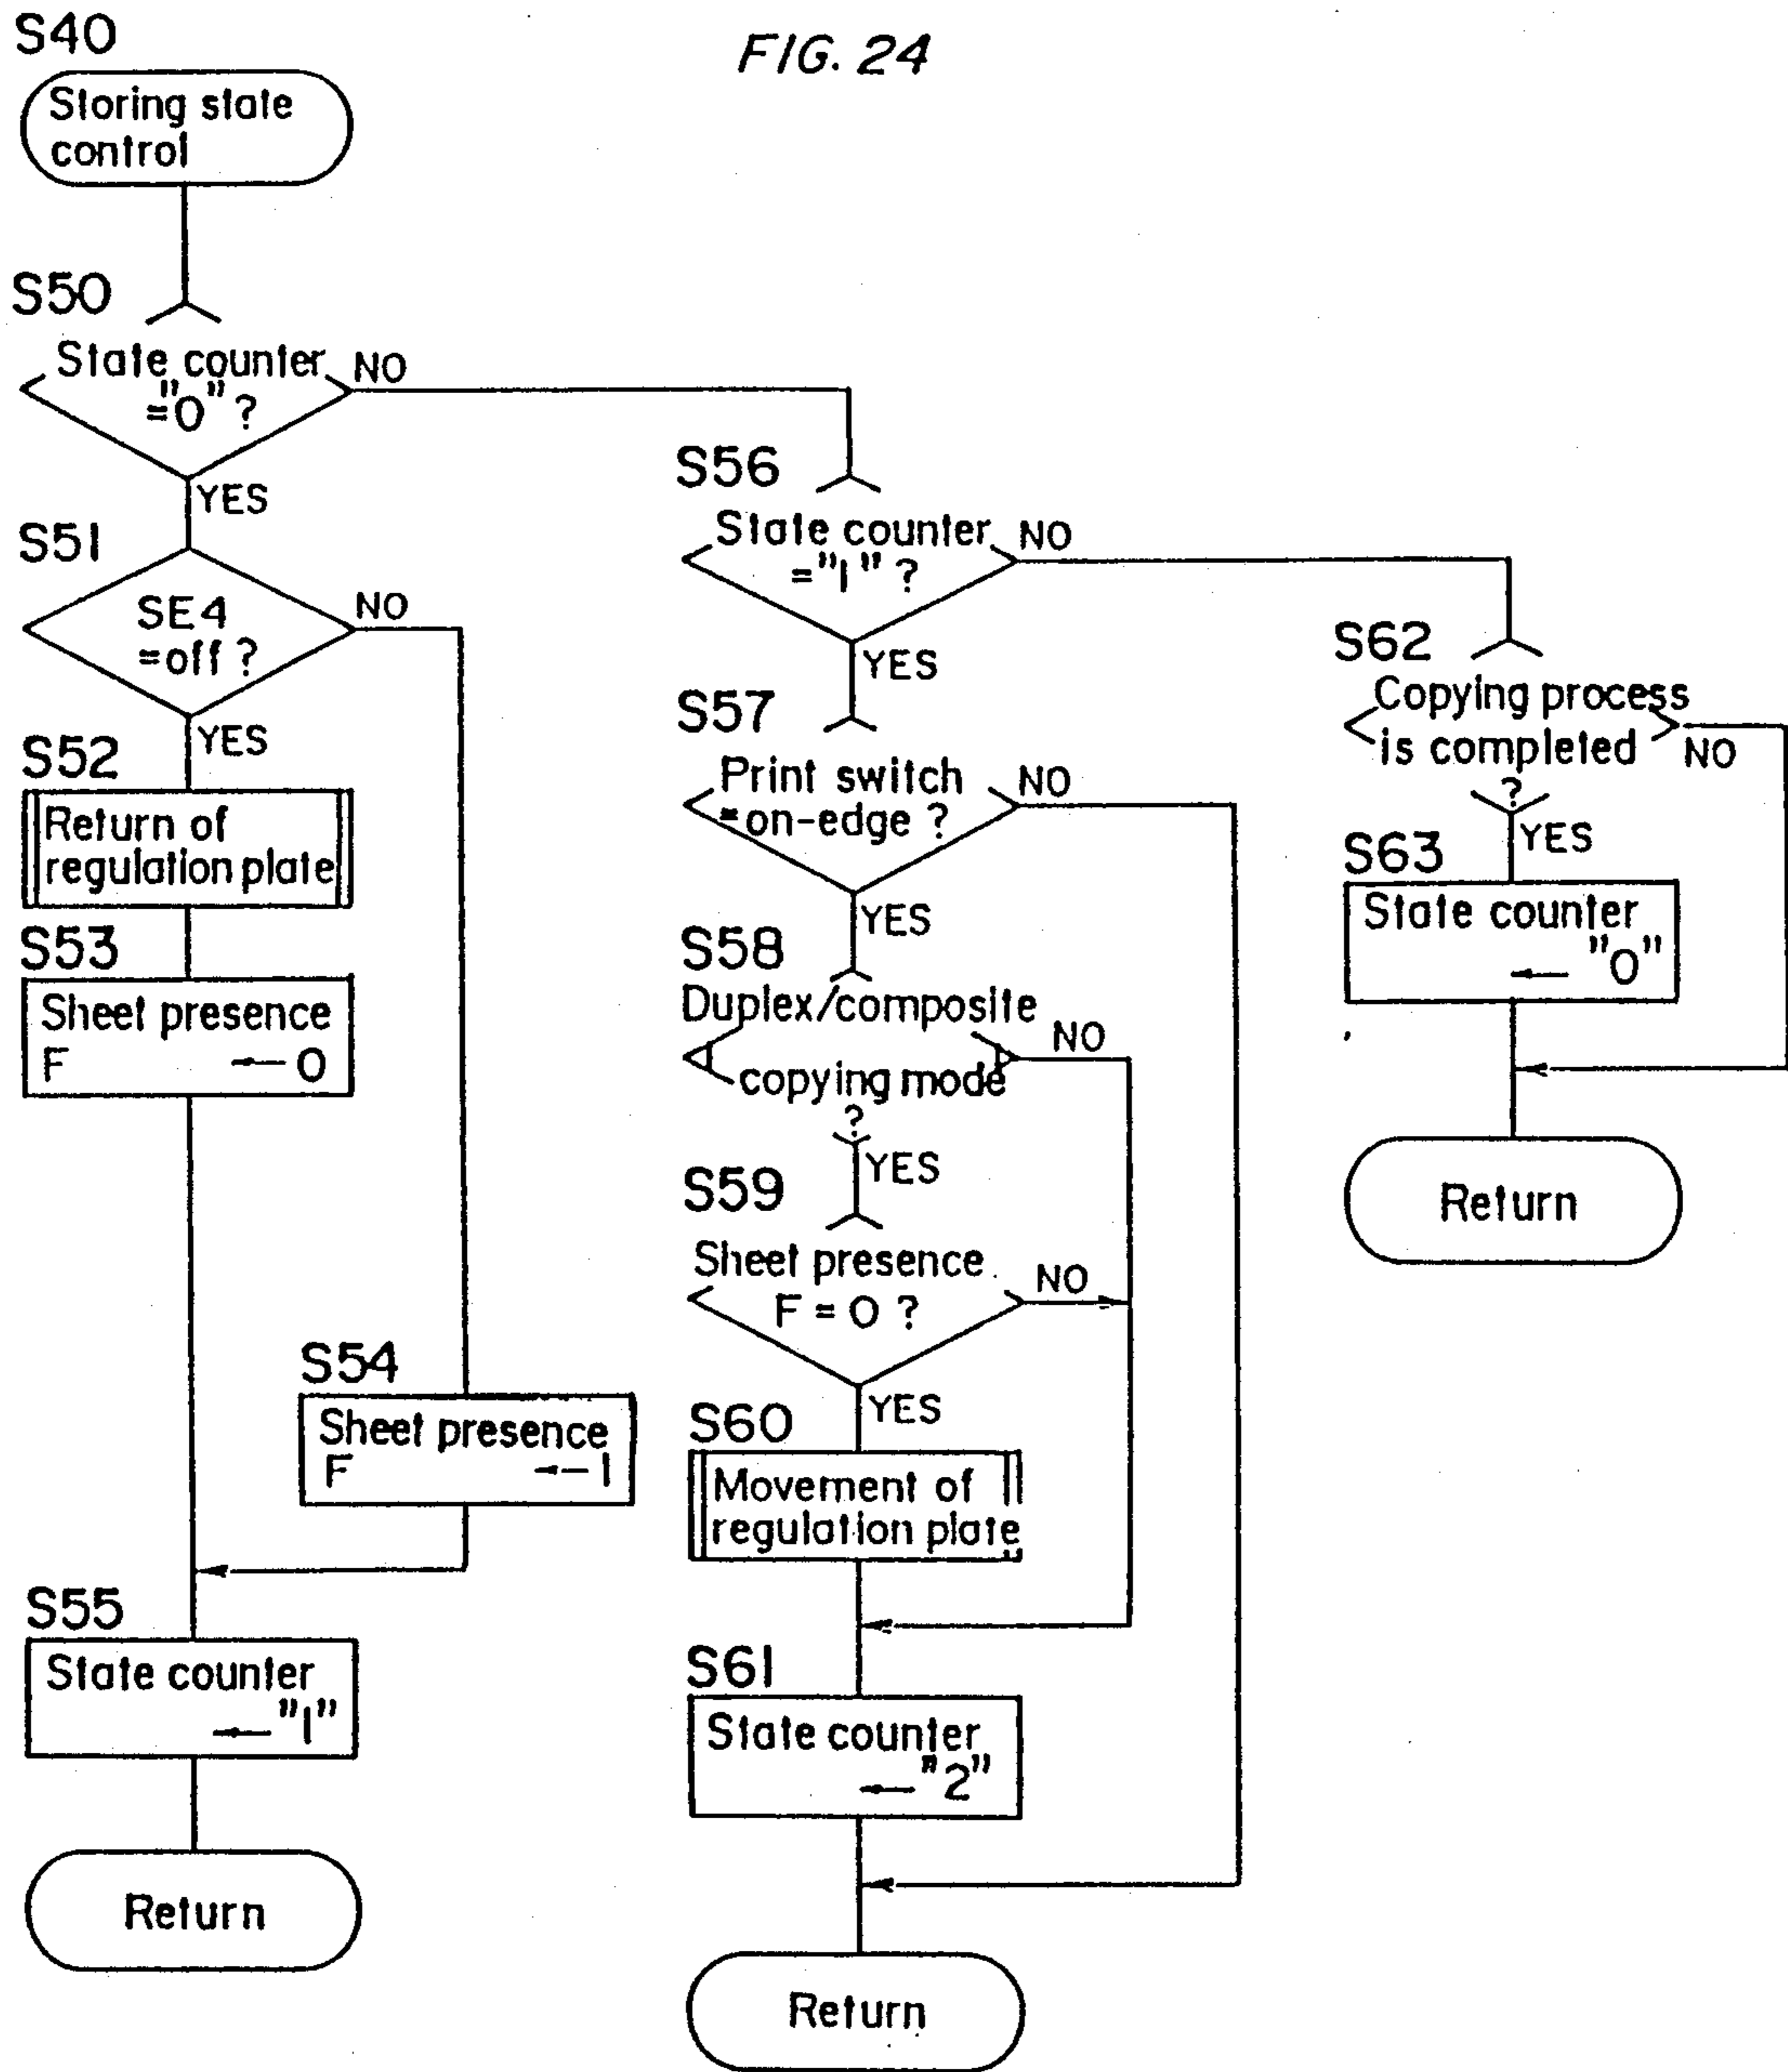 FIG. 24
S40
Storing state
control
S50
State counter
="0" ?
NO
YES
S51
SE4
=off ?
NO
YES
S52
Return of
regulation plate
S53
Sheet presence
F ←0
S54
Sheet presence
F ←1
S55
State counter
← "1"
Return
S56
State counter
="1" ?
NO
YES
S57
Print switch
=on-edge ?
NO
YES
S58
Duplex/composite
copying mode
?
NO
YES
S59
Sheet presence
F = 0 ?
NO
YES
S60
Movement of
regulation plate
S61
State counter
← "2"
Return
S62
Copying process
is completed
?
NO
YES
S63
State counter
← "0"
Return